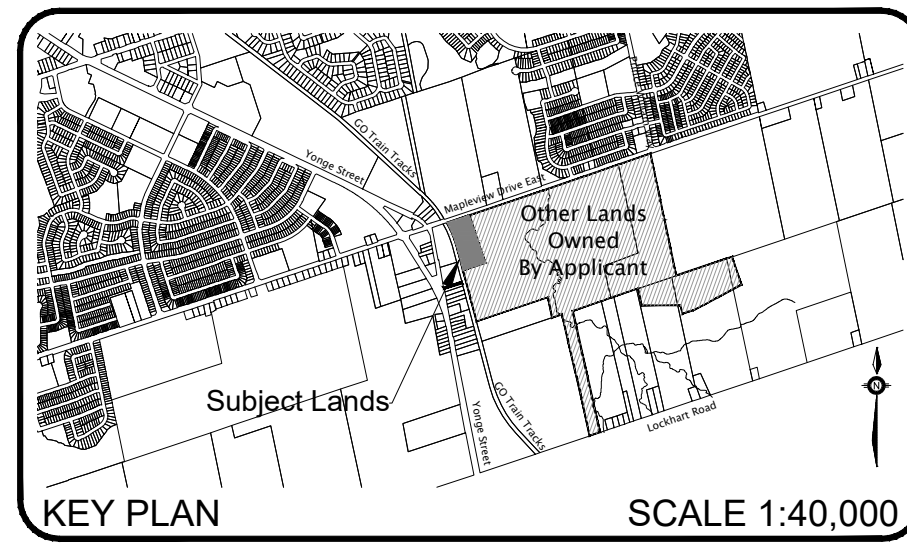 GO Train Tracks
Yonge Street
Mapleview Drive East
Other Lands
Owned
By Applicant
Subject Lands
GO Train Tracks
Yonge Street
Lockhart Road
N
KEY PLAN
SCALE 1:40,000